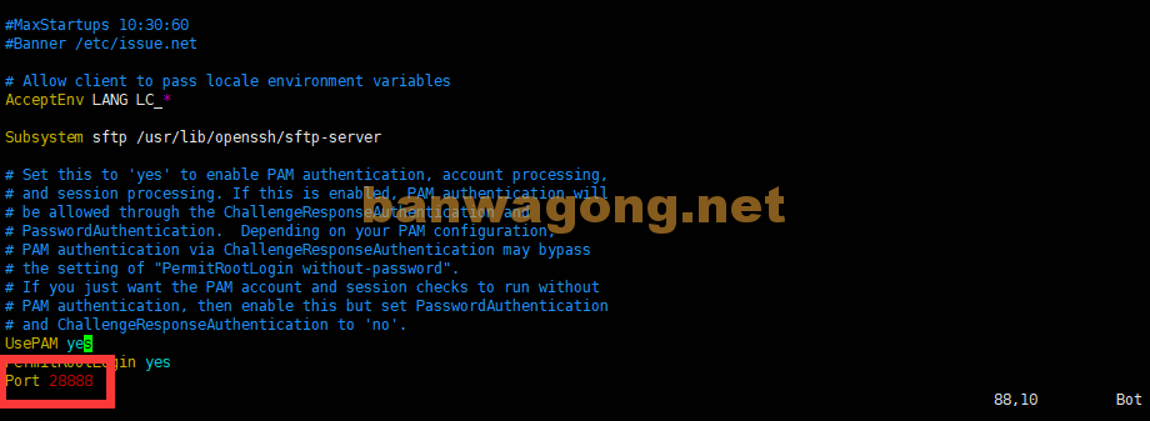 #MaxStartups 10:30:60
#Banner /etc/issue.net
# Allow client to pass locale environment variables
AcceptEnv LANG LC_*
Subsystem sftp /usr/lib/openssh/sftp-server
# Set this to 'yes' to enable PAM authentication, account processing,
# and session processing. If this is enabled, PAM authentication will
# be allowed through the ChallengeResponseAuthentication and
# PasswordAuthentication.  Depending on your PAM configuration,
# PAM authentication via ChallengeResponseAuthentication may bypass
# the setting of "PermitRootLogin without-password".
# If you just want the PAM account and session checks to run without
# PAM authentication, then enable this but set PasswordAuthentication
# and ChallengeResponseAuthentication to 'no'.
UsePAM yes
PermitRootLogin yes
Port 28888
88,10 Bot
banwagong.net